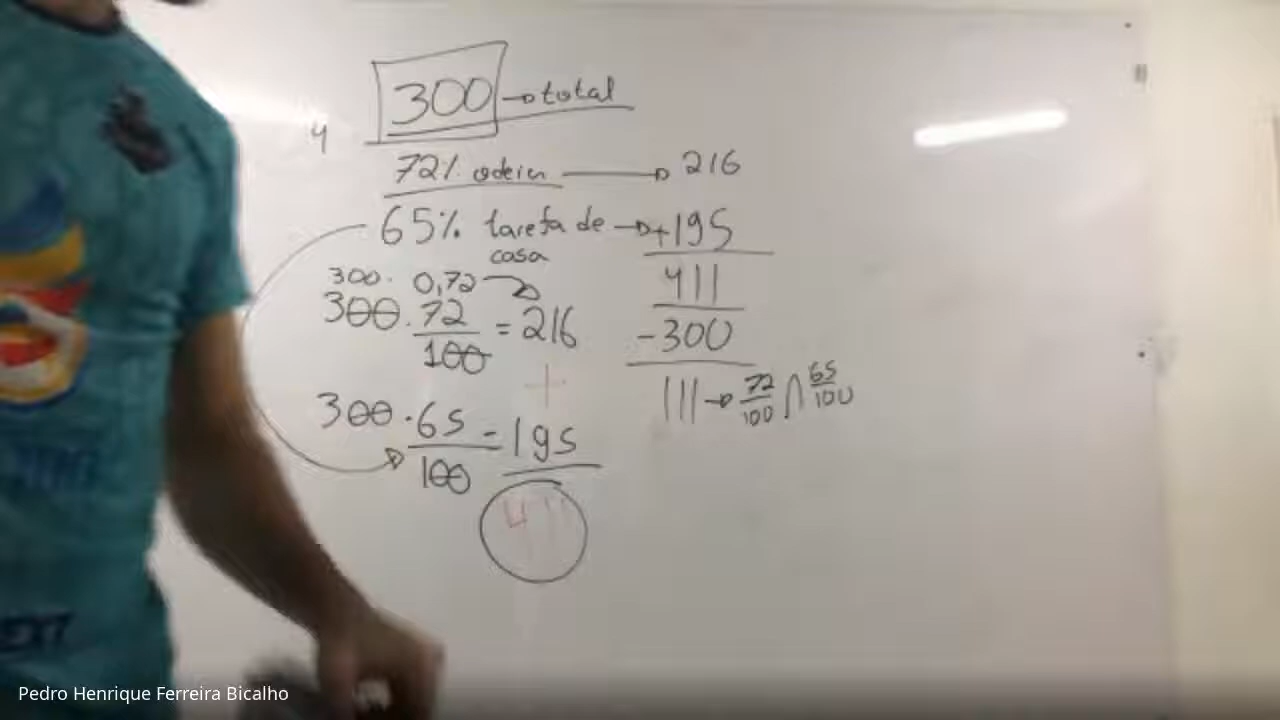 300 → total
4
72% odeia → 216
65% tarefa de → +195
casa
411
300 . 0,72
300 . 72/100 = 216
-300
+
111 → 72/100 ∩ 65/100
300 . 65/100 = 195
411
Pedro Henrique Ferreira Bicalho